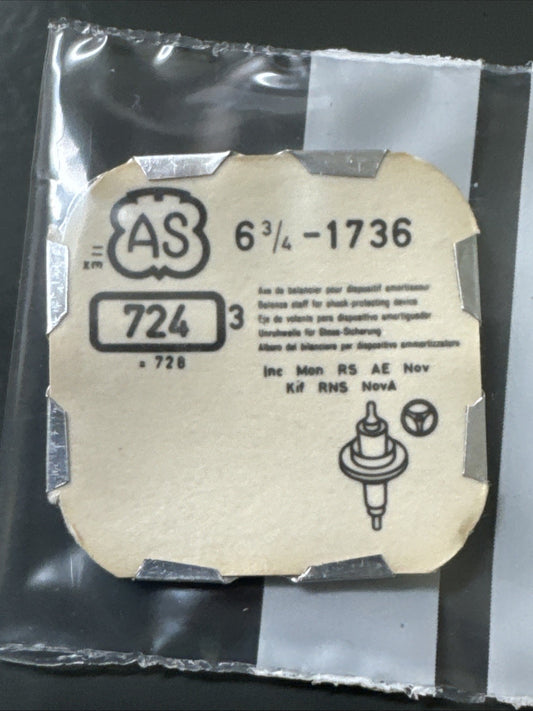 AS
6 3/4 - 1736
724 3
= 728
Axe de balancier pour dispositif amortisseur
Balance staff for shock-protecting device
Eje de volante para dispositivo amortiguador
Unruhwelle für Stoss-Sicherung
Albero del bilanciere per dispositivo ammortizzatore
Inc Mon RS AE Nov
Kif RNS NovA